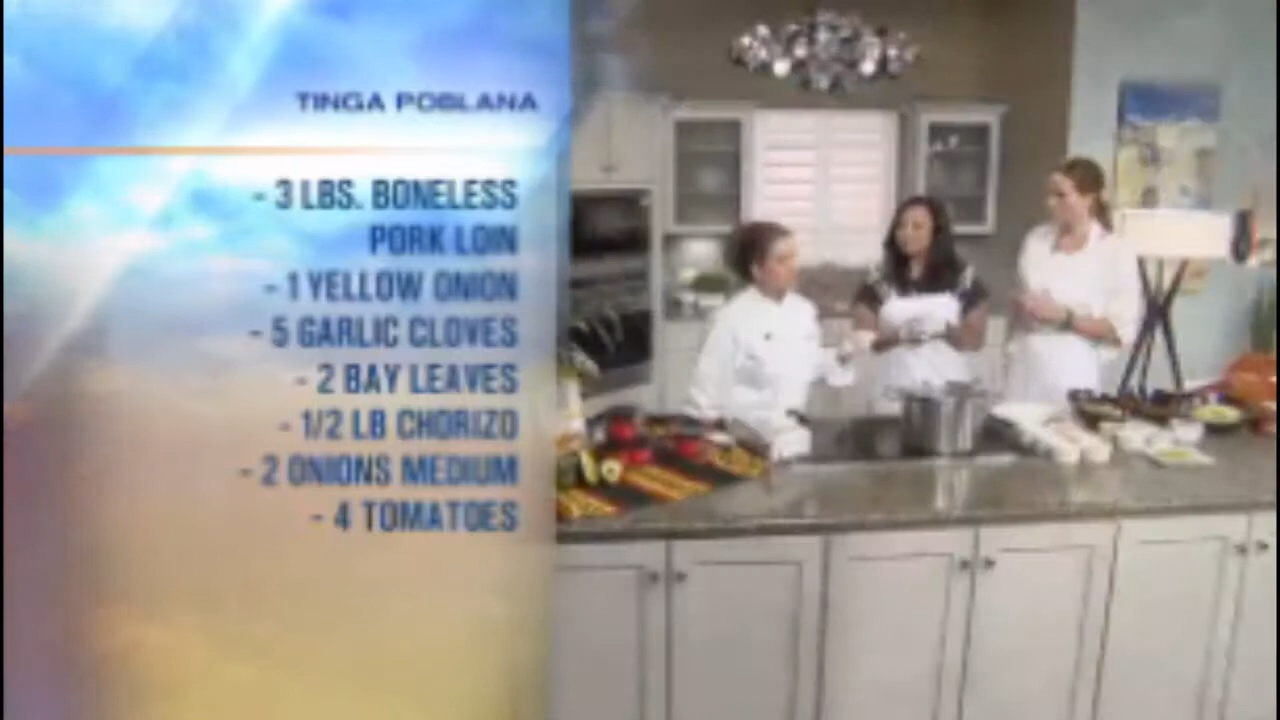 TINGA POBLANA
- 3 LBS. BONELESS
PORK LOIN
- 1 YELLOW ONION
- 5 GARLIC CLOVES
- 2 BAY LEAVES
- 1/2 LB CHORIZO
- 2 ONIONS MEDIUM
- 4 TOMATOES